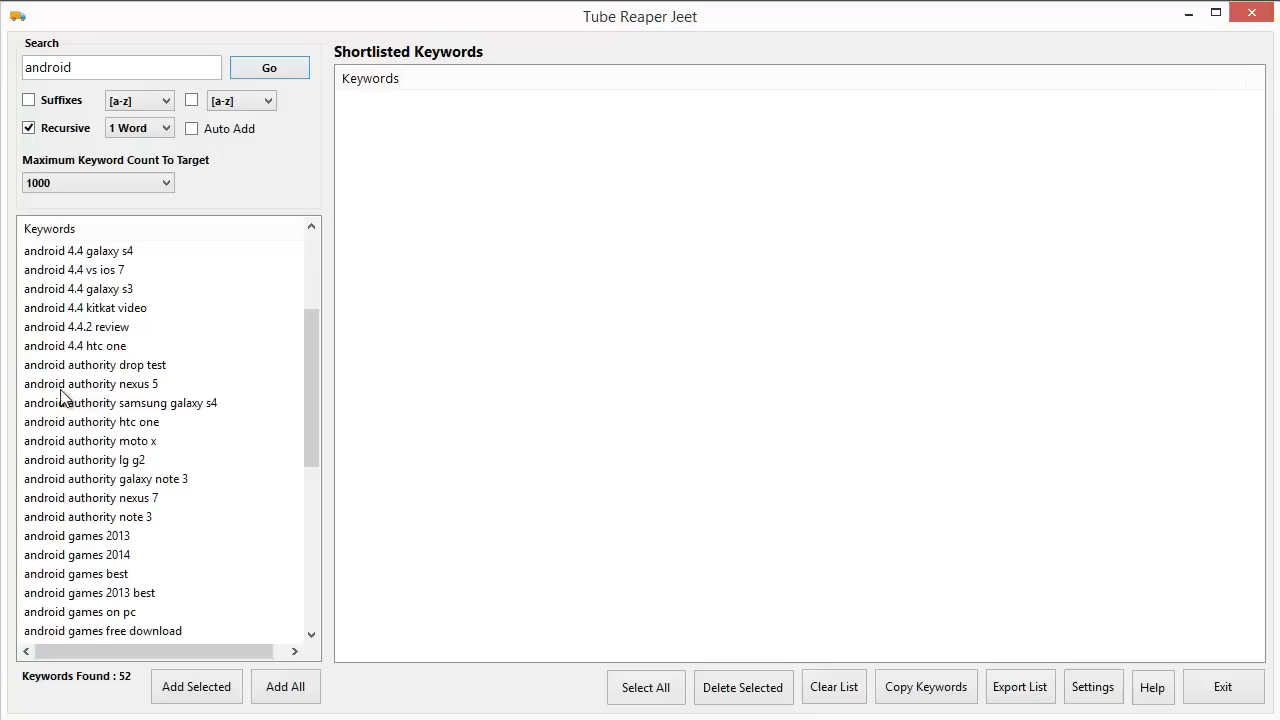 Tube Reaper Jeet
Search
android
Go
Suffixes
[a-z]
[a-z]
Recursive
1 Word
Auto Add
Maximum Keyword Count To Target
1000
Keywords
android 4.4 galaxy s4
android 4.4 vs ios 7
android 4.4 galaxy s3
android 4.4 kitkat video
android 4.4.2 review
android 4.4 htc one
android authority drop test
android authority nexus 5
android authority samsung galaxy s4
android authority htc one
android authority moto x
android authority lg g2
android authority galaxy note 3
android authority nexus 7
android authority note 3
android games 2013
android games 2014
android games best
android games 2013 best
android games on pc
android games free download
Keywords Found : 52
Add Selected
Add All
Shortlisted Keywords
Keywords
Select All
Delete Selected
Clear List
Copy Keywords
Export List
Settings
Help
Exit